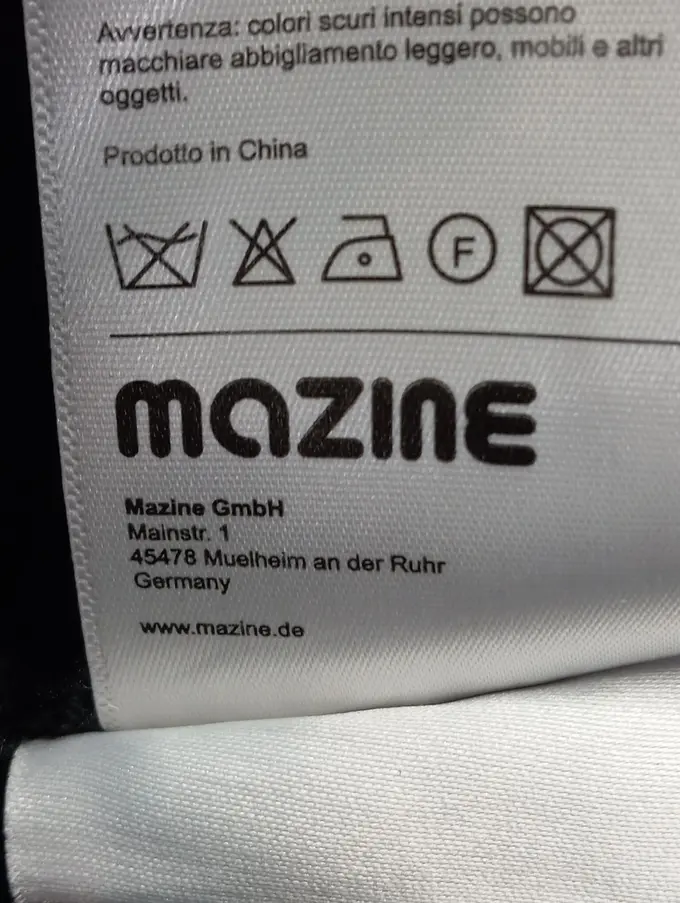 Avvertenza: colori scuri intensi possono
macchiare abbigliamento leggero, mobili e altri
oggetti.
Prodotto in China
F
mazine
Mazine GmbH
Mainstr. 1
45478 Muelheim an der Ruhr
Germany
www.mazine.de